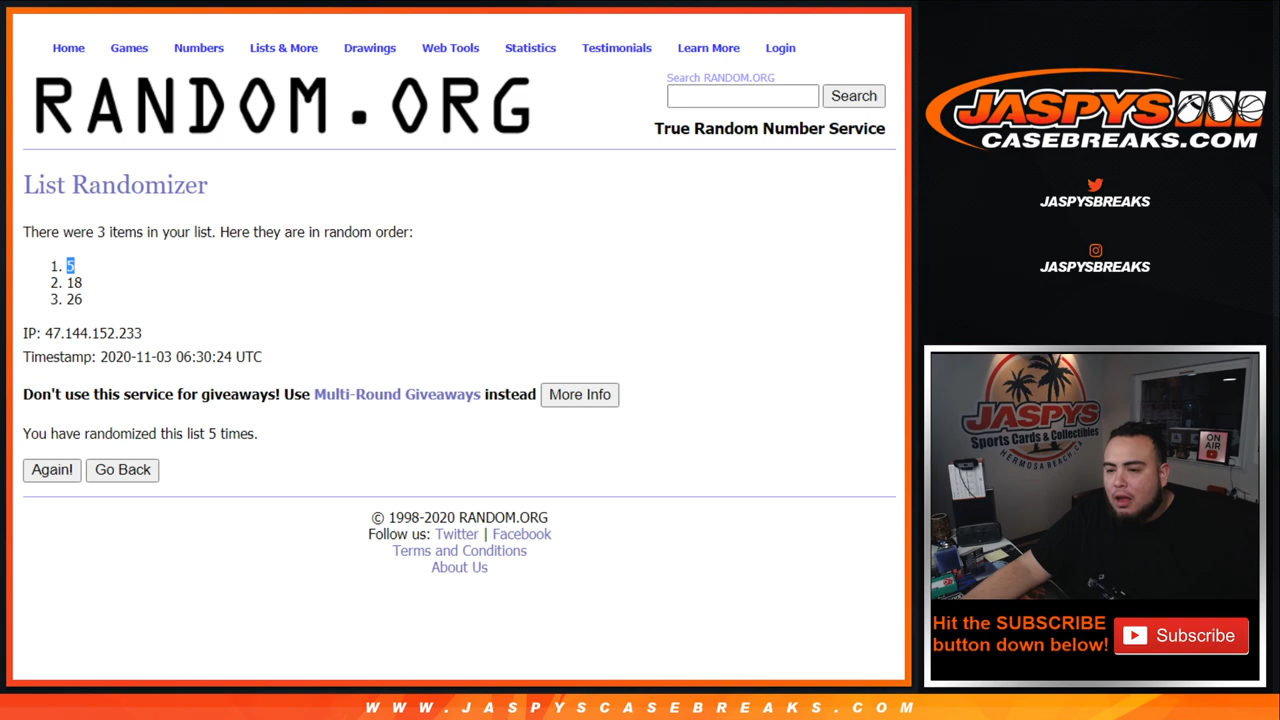 Home Games Numbers Lists & More Drawings Web Tools Statistics Testimonials Learn More Login
RANDOM.ORG
Search RANDOM.ORG
Search
True Random Number Service
List Randomizer
There were 3 items in your list. Here they are in random order:
1. 5
2. 18
3. 26
IP: 47.144.152.233
Timestamp: 2020-11-03 06:30:24 UTC
Don't use this service for giveaways! Use Multi-Round Giveaways instead More Info
You have randomized this list 5 times.
Again! Go Back
© 1998-2020 RANDOM.ORG
Follow us: Twitter | Facebook
Terms and Conditions
About Us
JASPYS
CASEBREAKS.COM
JASPYSBREAKS
JASPYSBREAKS
JASPYS
Sports Cards & Collectibles
HERMOSA BEACH, CA
ON
AIR
Hit the SUBSCRIBE
button down below!
Subscribe
WWW.JASPYSCASEBREAKS.COM